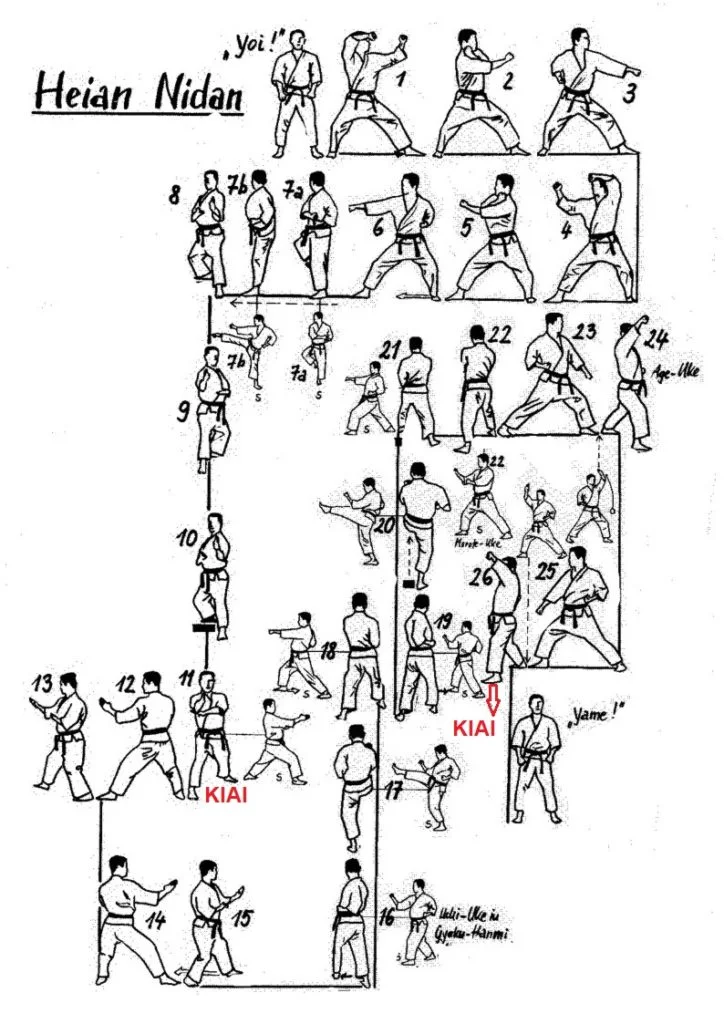 „Yoi!"
Heian Nidan
1
2
3
8
7b
7a
6
5
4
7b
7a
S
S
9
21
22
23
24
Age-Uke
S
10
20
22
S
Morote-Uke
26
25
13
12
11
18
19
S
S
S
KIAI
KIAI
„Yame!"
17
S
14
15
16
Uchi-Uke in
Gyaku-Hanmi
S